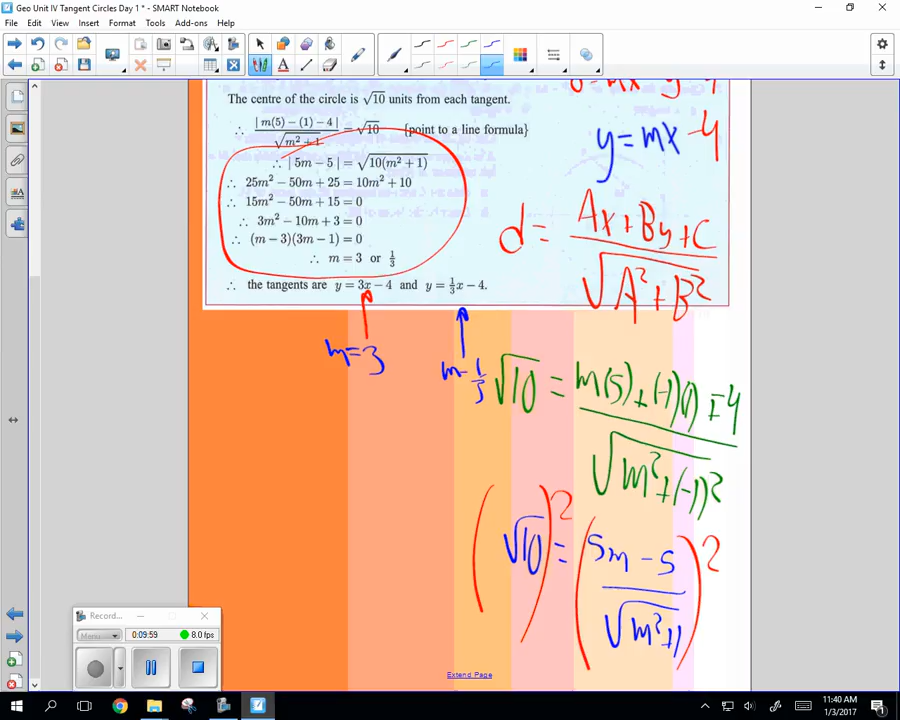 Geo Unit IV Tangent Circles Day 1 * - SMART Notebook
File Edit View Insert Format Tools Add-ons Help
The centre of the circle is √10 units from each tangent.
∴ |m(5) − (1) − 4| / √(m² + 1) = √10 {point to a line formula}
∴ |5m − 5| = √(10(m² + 1))
∴ 25m² − 50m + 25 = 10m² + 10
∴ 15m² − 50m + 15 = 0
∴ 3m² − 10m + 3 = 0
∴ (m − 3)(3m − 1) = 0
∴ m = 3 or 1/3
∴ the tangents are y = 3x − 4 and y = 1/3 x − 4.
y = mx − 4
d = Ax + By + C / √(A² + B²)
m = 3
m = 1/3
√10 = m(5) + (-1)(1) + -4 / √(m² + (-1)²)
(√10)² = (5m − 5 / √(m² + 1))²
Record...
Menu
0:09:59
8.0 fps
Extend Page
11:40 AM
1/3/2017